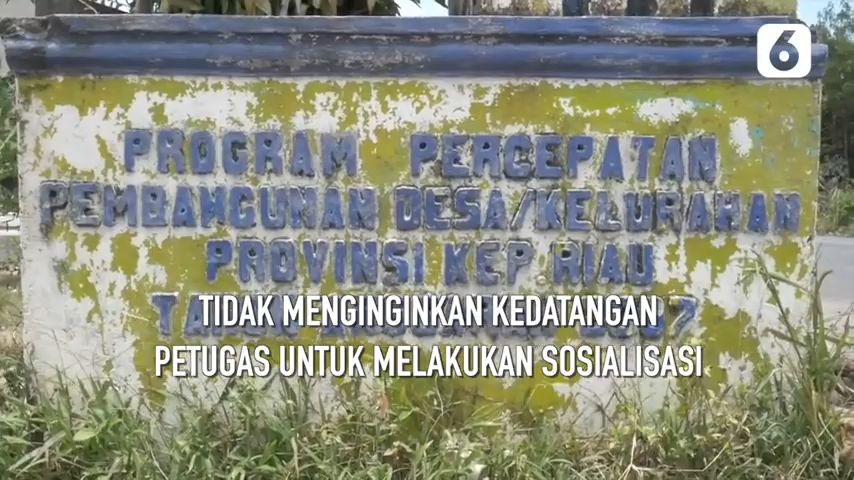 6
PROGRAM PERCEPATAN
PEMBANGUNAN DESA/KELURAHAN
PROVINSI KEP. RIAU
TIDAK MENGINGINKAN KEDATANGAN
PETUGAS UNTUK MELAKUKAN SOSIALISASI